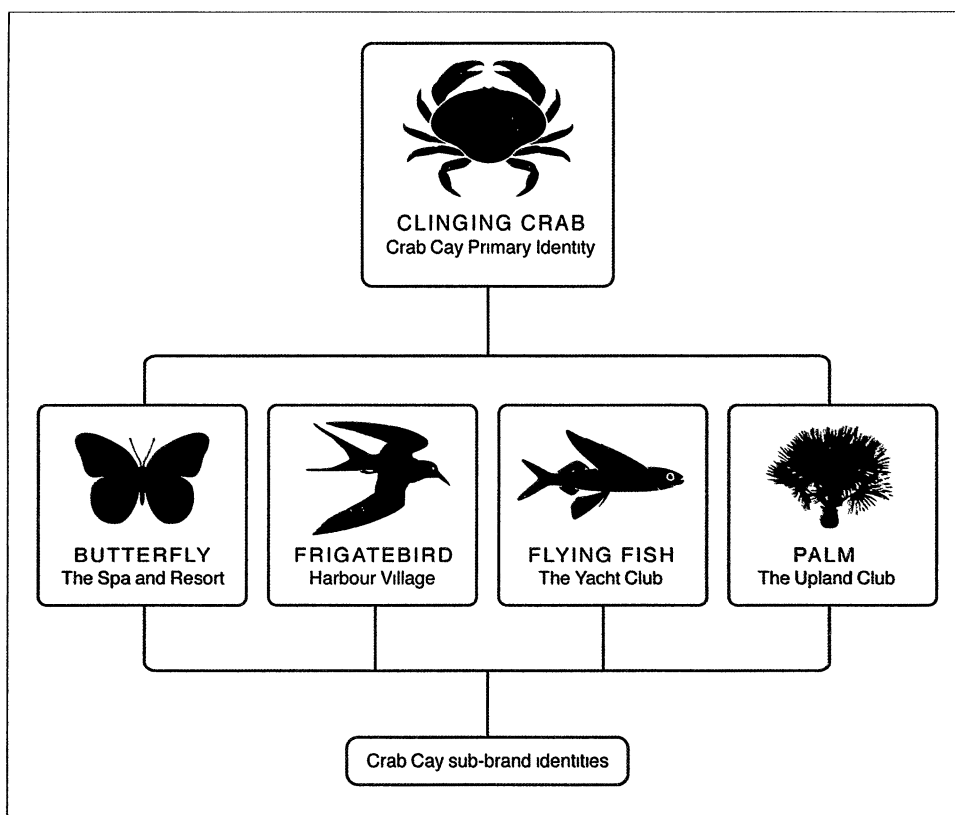 CLINGING CRAB
Crab Cay Primary Identity
BUTTERFLY
The Spa and Resort
FRIGATEBIRD
Harbour Village
FLYING FISH
The Yacht Club
PALM
The Upland Club
Crab Cay sub-brand identities